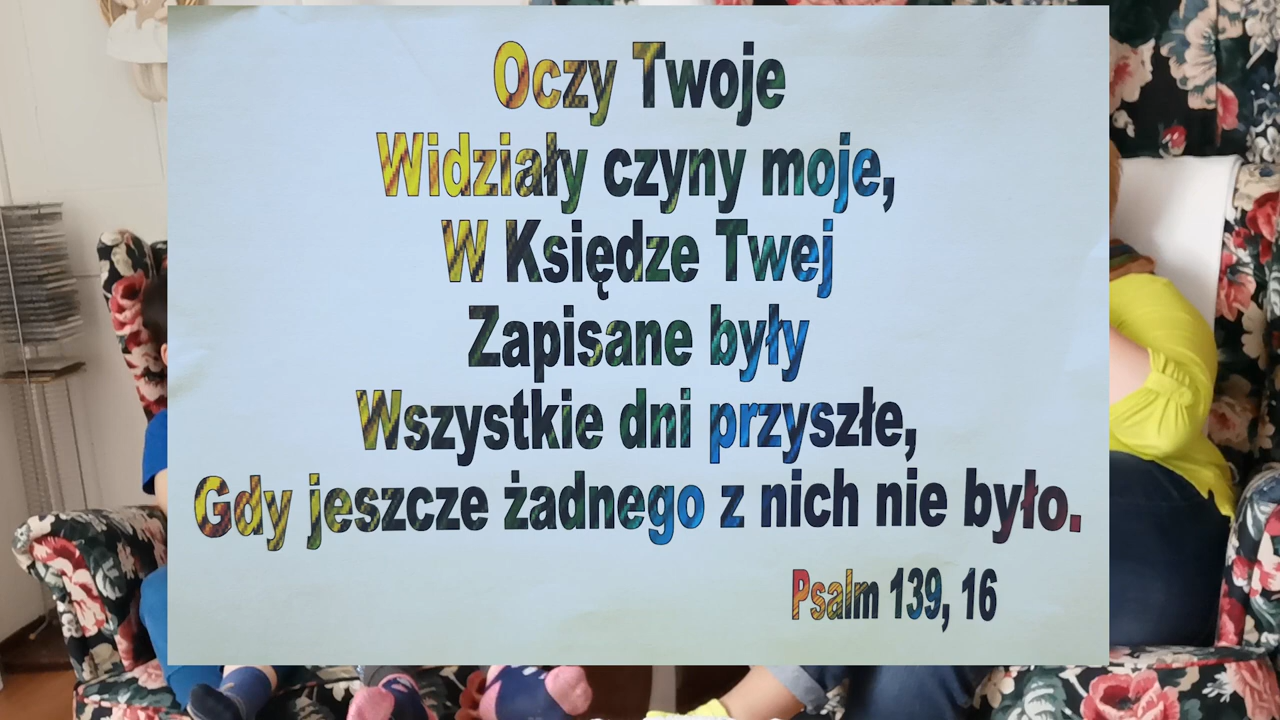 Oczy Twoje
Widziały czyny moje,
W Księdze Twej
Zapisane były
Wszystkie dni przyszłe,
Gdy jeszcze żadnego z nich nie było.
Psalm 139, 16